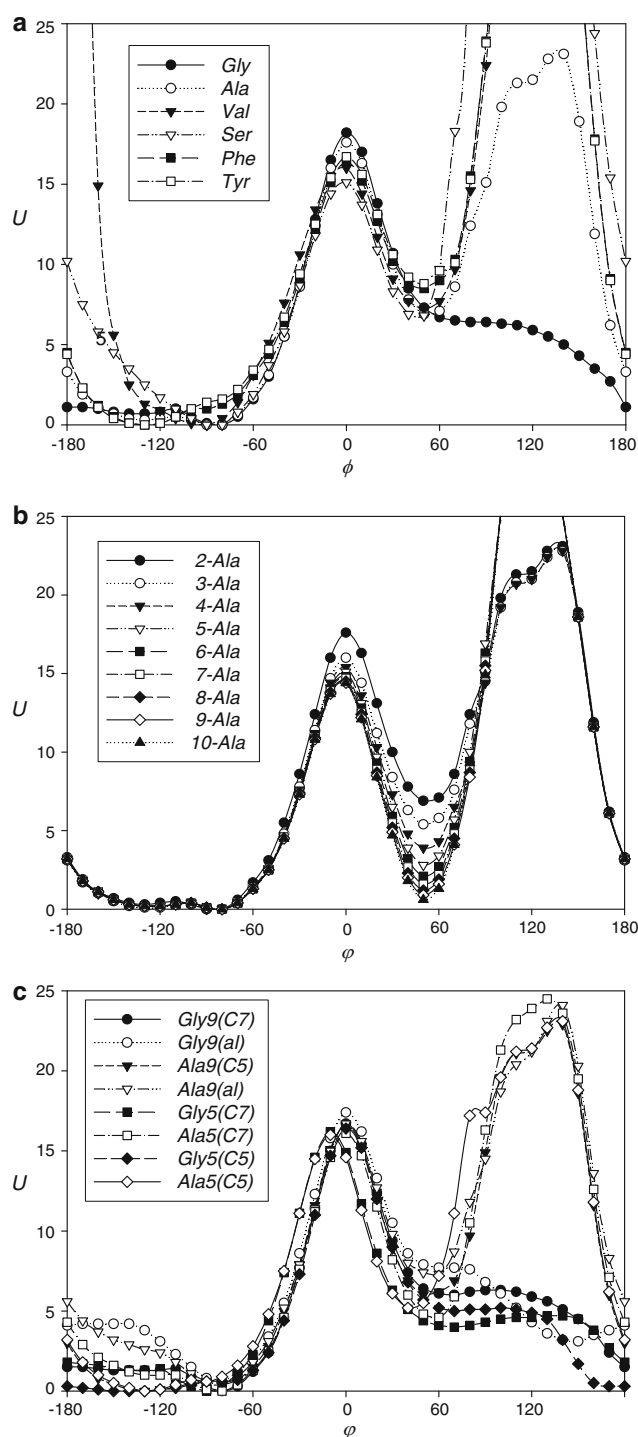 a
25
20
15
10
5
0
U
Gly
Ala
Val
Ser
Phe
Tyr
5
-180 -120 -60 0 60 120 180
ϕ
b
25
20
15
10
5
0
U
2-Ala
3-Ala
4-Ala
5-Ala
6-Ala
7-Ala
8-Ala
9-Ala
10-Ala
-180 -120 -60 0 60 120 180
φ
c
25
20
15
10
5
0
U
Gly9(C7)
Gly9(al)
Ala9(C5)
Ala9(al)
Gly5(C7)
Ala5(C7)
Gly5(C5)
Ala5(C5)
-180 -120 -60 0 60 120 180
φ